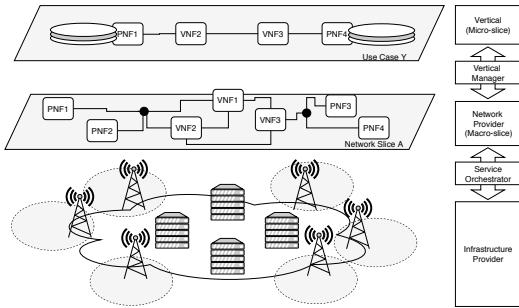 PNF1
VNF2
VNF3
PNF4
Use Case Y
PNF1
PNF2
VNF1
VNF2
VNF3
PNF3
PNF4
Network Slice A
Vertical
(Micro-slice)
Vertical
Manager
Network
Provider
(Macro-slice)
Service
Orchestrator
Infrastructure
Provider